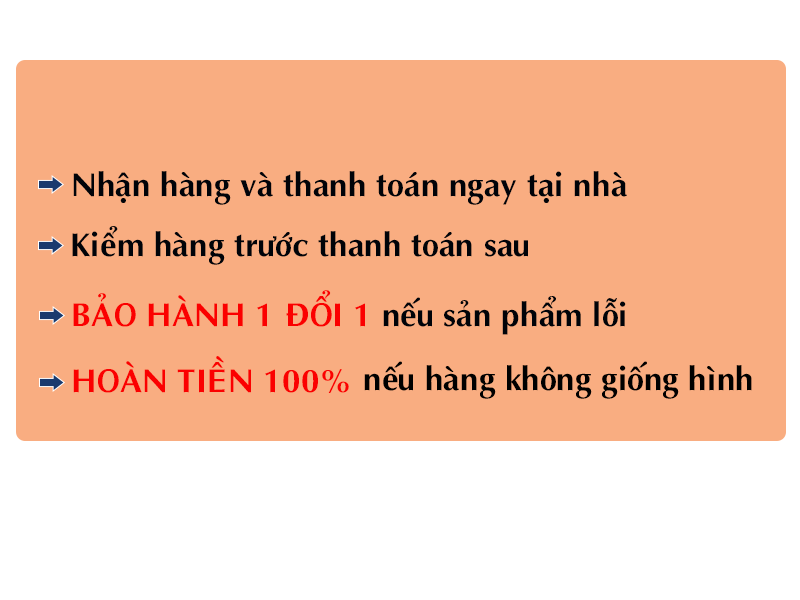 Nhận hàng và thanh toán ngay tại nhà
Kiểm hàng trước thanh toán sau
BẢO HÀNH 1 ĐỔI 1 nếu sản phẩm lỗi
HOÀN TIỀN 100% nếu hàng không giống hình